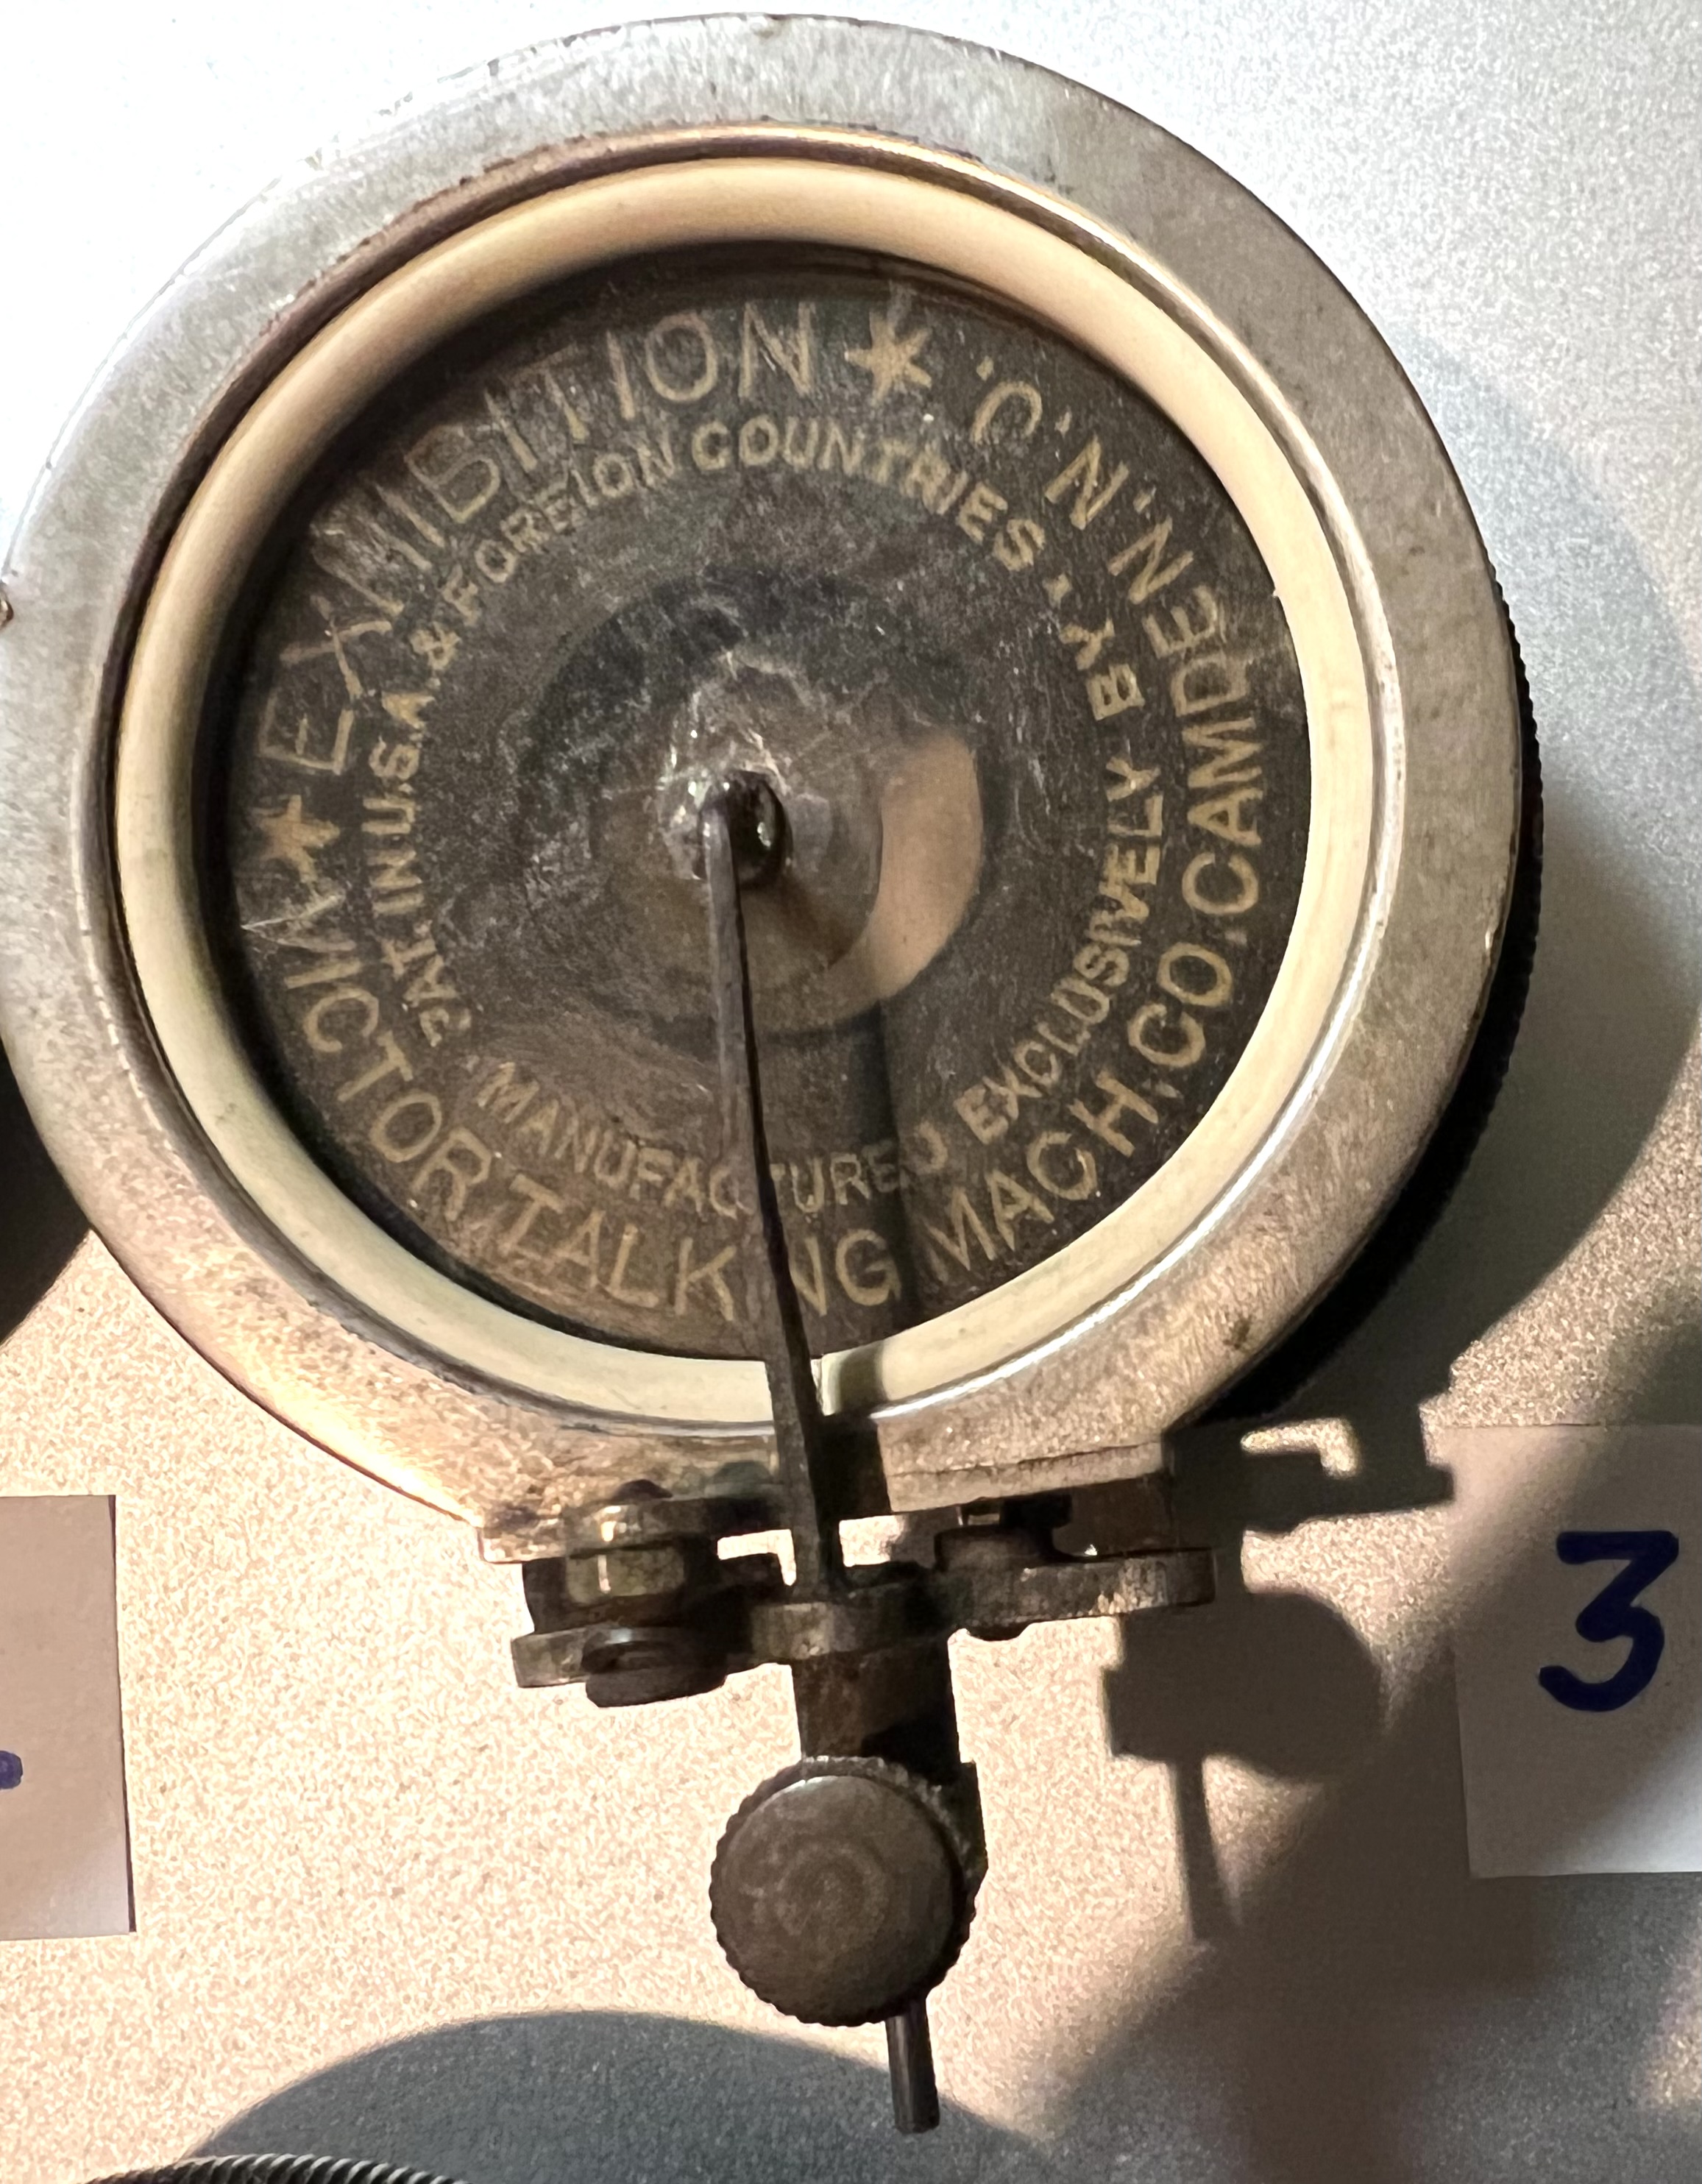 ★ EXHIBITION ★
VICTOR TALKING MACH. CO. CAMDEN. N.
PAT. IN U.S.A. & FOREIGN COUNTRIES.
MANUFACTURED EXCLUSIVELY BY
3